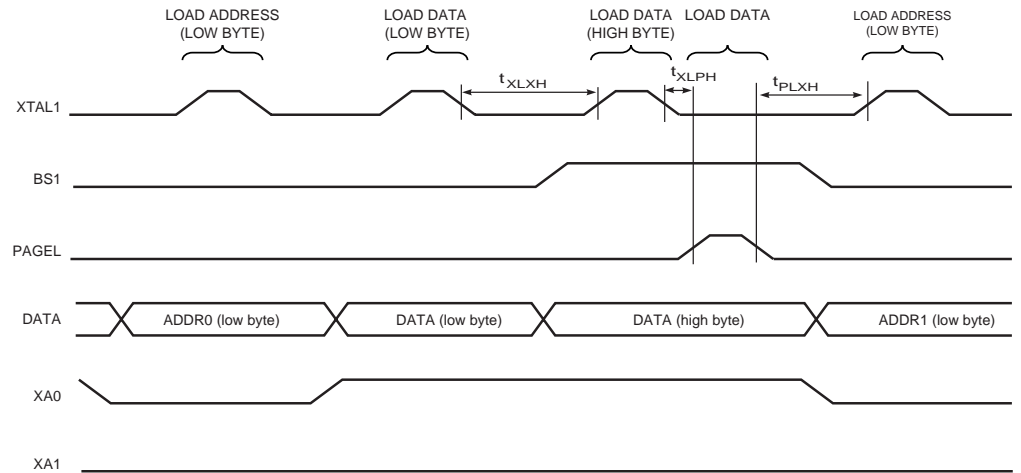 LOAD ADDRESS
(LOW BYTE)
LOAD DATA
(LOW BYTE)
LOAD DATA
(HIGH BYTE)
LOAD DATA
LOAD ADDRESS
(LOW BYTE)
tXLXH
tXLPH
tPLXH
XTAL1
BS1
PAGEL
DATA
ADDR0 (low byte)
DATA (low byte)
DATA (high byte)
ADDR1 (low byte)
XA0
XA1